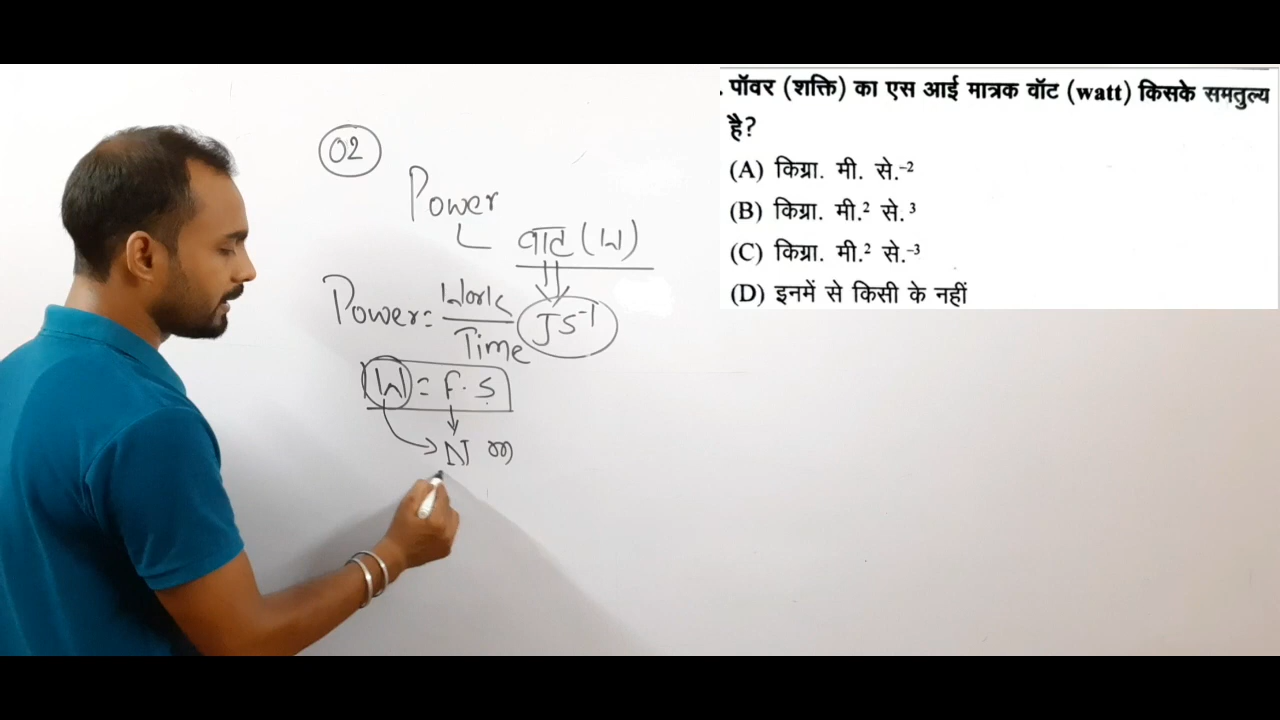 02
Power
वाट (W)
Power = Work / Time
J S⁻¹
W = F. S
N m
. पॉवर (शक्ति) का एस आई मात्रक वॉट (watt) किसके समतुल्य
है?
(A) किग्रा. मी. से.⁻²
(B) किग्रा. मी.² से.³
(C) किग्रा. मी.² से.⁻³
(D) इनमें से किसी के नहीं